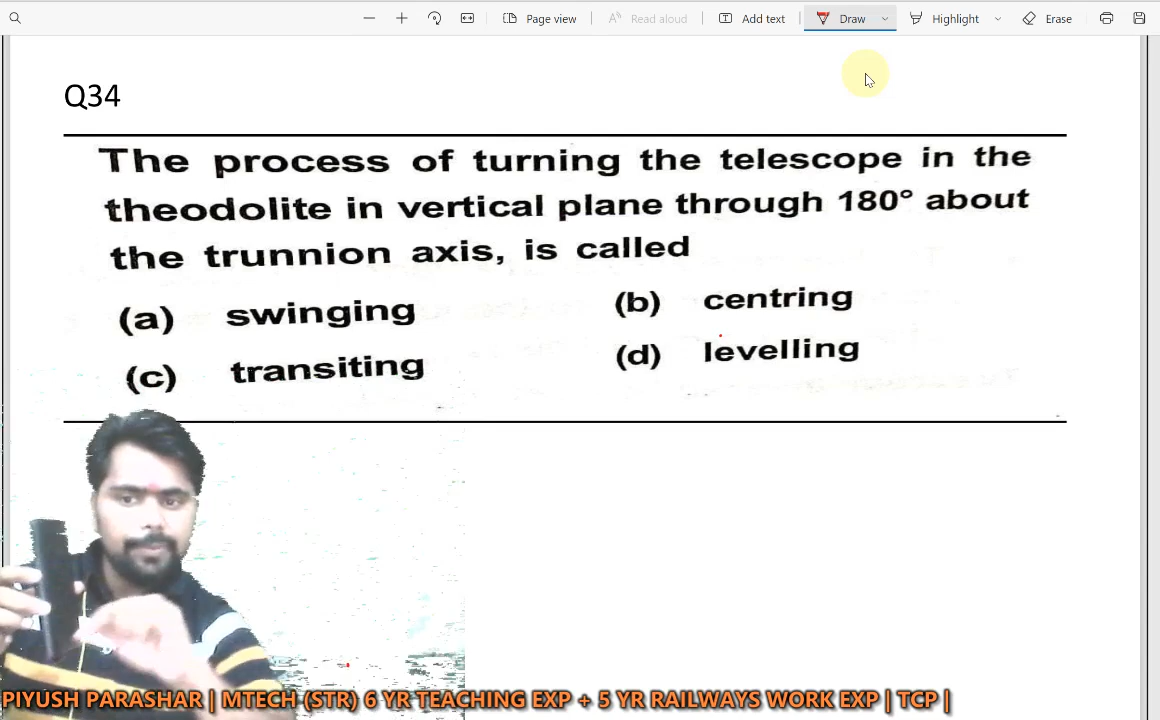 Page view
Read aloud
Add text
Draw
Highlight
Erase
Q34
The process of turning the telescope in the
theodolite in vertical plane through 180° about
the trunnion axis, is called
(a) swinging
(b) centring
(c) transiting
(d) levelling
PIYUSH PARASHAR | MTECH (STR) 6 YR TEACHING EXP + 5 YR RAILWAYS WORK EXP | TCP |